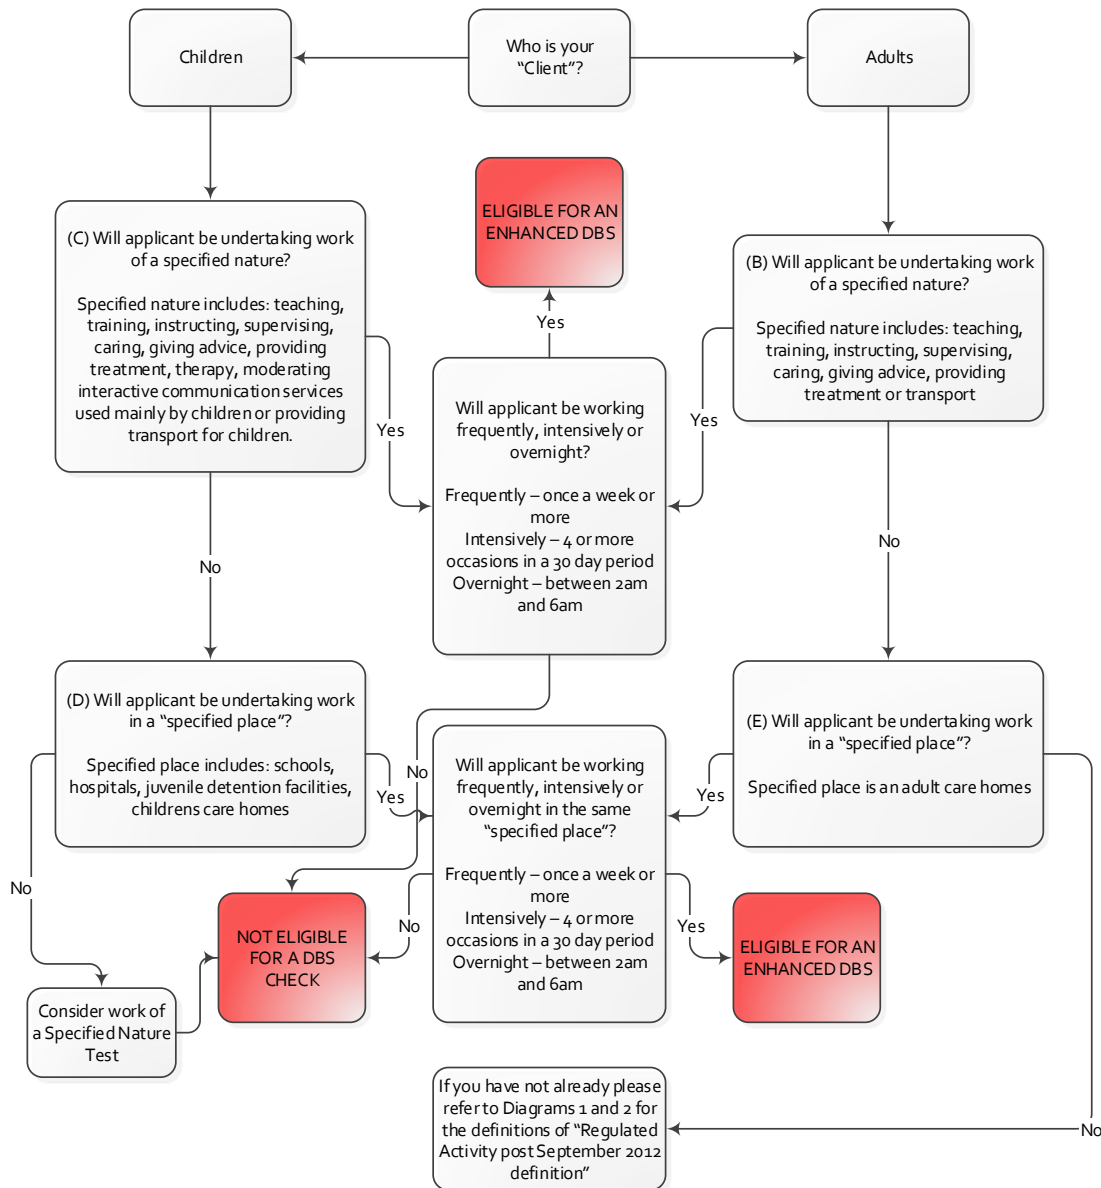 Children
Who is your
“Client”?
Adults
ELIGIBLE FOR AN
ENHANCED DBS
(C) Will applicant be undertaking work
of a specified nature?
Specified nature includes: teaching,
training, instructing, supervising,
caring, giving advice, providing
treatment, therapy, moderating
interactive communication services
used mainly by children or providing
transport for children.
(B) Will applicant be undertaking work
of a specified nature?
Specified nature includes: teaching,
training, instructing, supervising,
caring, giving advice, providing
treatment or transport
Yes
Yes
Yes
Will applicant be working
frequently, intensively or
overnight?
Frequently – once a week or
more
Intensively – 4 or more
occasions in a 30 day period
Overnight – between 2am
and 6am
No
No
(D) Will applicant be undertaking work
in a “specified place”?
Specified place includes: schools,
hospitals, juvenile detention facilities,
childrens care homes
No
Yes
Will applicant be working
frequently, intensively or
overnight in the same
“specified place”?
Frequently – once a week or
more
Intensively – 4 or more
occasions in a 30 day period
Overnight – between 2am
and 6am
Yes
(E) Will applicant be undertaking work
in a “specified place”?
Specified place is an adult care homes
No
NOT ELIGIBLE
FOR A DBS
CHECK
No
Yes
ELIGIBLE FOR AN
ENHANCED DBS
Consider work of
a Specified Nature
Test
If you have not already please
refer to Diagrams 1 and 2 for
the definitions of “Regulated
Activity post September 2012
definition”
No